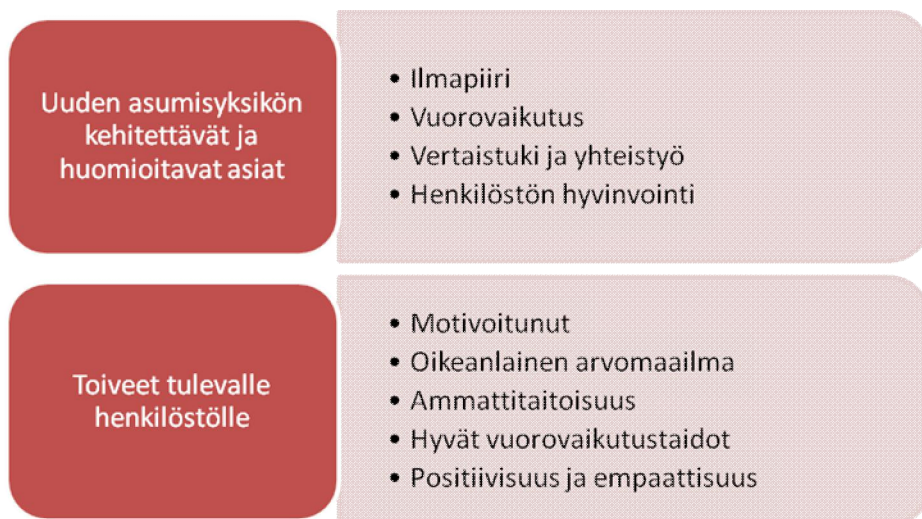 Uuden asumisyksikön
kehitettävät ja
huomioitavat asiat
• Ilmapiiri
• Vuorovaikutus
• Vertaistuki ja yhteistyö
• Henkilöstön hyvinvointi
Toiveet tulevalle
henkilöstölle
• Motivoitunut
• Oikeanlainen arvomaailma
• Ammattitaitoisuus
• Hyvät vuorovaikutustaidot
• Positiivisuus ja empaattisuus